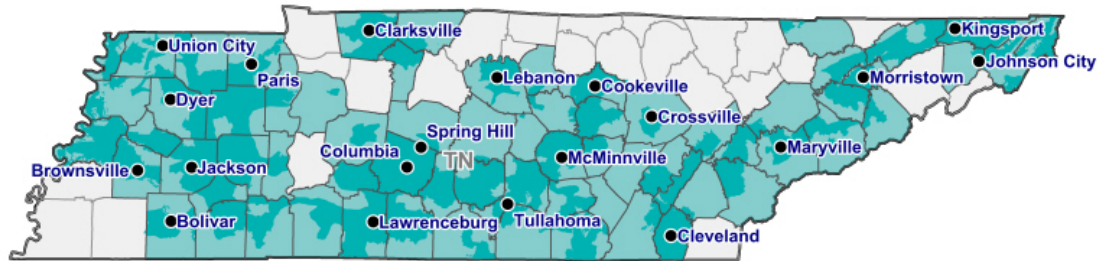 Kingsport
Clarksville
Union City
Johnson City
Paris
Lebanon
Morristown
Cookeville
Dyer
Crossville
Spring Hill
Maryville
Columbia
TN
McMinnville
Brownsville
Jackson
Bolivar
Lawrenceburg
Tullahoma
Cleveland